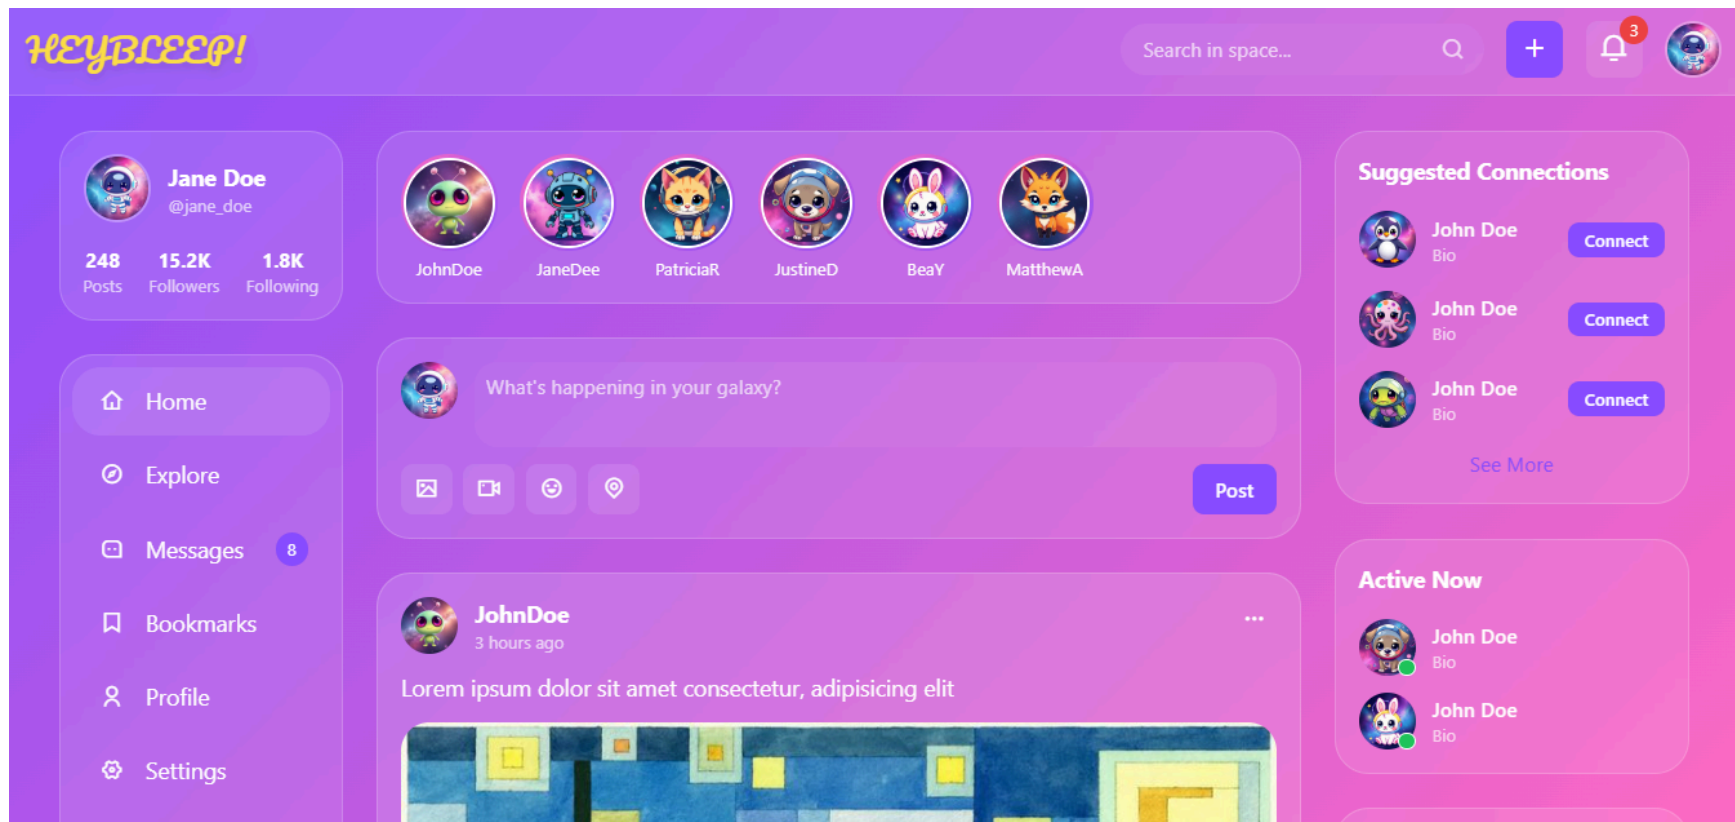 HEYBLEEP!
Search in space...
3
Jane Doe
@jane_doe
248 15.2K 1.8K
Posts Followers Following
Home
Explore
Messages 8
Bookmarks
Profile
Settings
JohnDoe JaneDee PatriciaR JustineD BeaY MatthewA
What's happening in your galaxy?
Post
JohnDoe
3 hours ago
Lorem ipsum dolor sit amet consectetur, adipisicing elit
Suggested Connections
John Doe
Bio
Connect
John Doe
Bio
Connect
John Doe
Bio
Connect
See More
Active Now
John Doe
Bio
John Doe
Bio